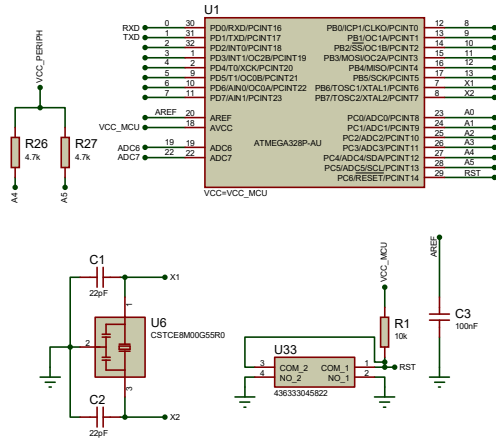 U1
RXD 0 30 PD0/RXD/PCINT16 PB0/ICP1/CLKO/PCINT0 12 8
TXD 1 31 PD1/TXD/PCINT17 PB1/OC1A/PCINT1 13 9
2 32 PD2/INT0/PCINT18 PB2/SS/OC1B/PCINT2 14 10
3 1 PD3/INT1/OC2B/PCINT19 PB3/MOSI/OC2A/PCINT3 15 11
4 2 PD4/T0/XCK/PCINT20 PB4/MISO/PCINT4 16 12
5 9 PD5/T1/OC0B/PCINT21 PB5/SCK/PCINT5 17 13
6 10 PD6/AIN0/OC0A/PCINT22 PB6/TOSC1/XTAL1/PCINT6 7 X1
7 11 PD7/AIN1/PCINT23 PB7/TOSC2/XTAL2/PCINT7 8 X2
AREF 20 AREF PC0/ADC0/PCINT8 23 A0
VCC_MCU 18 AVCC PC1/ADC1/PCINT9 24 A1
PC2/ADC2/PCINT10 25 A2
ADC6 19 19 ADC6 PC3/ADC3/PCINT11 26 A3
ADC7 22 22 ADC7 ATMEGA328P-AU PC4/ADC4/SDA/PCINT12 27 A4
PC5/ADC5/SCL/PCINT13 28 A5
PC6/RESET/PCINT14 29 RST
VCC=VCC_MCU
VCC_PERIPH
R26
4.7k
R27
4.7k
A4
A5
C1
22pF
X1
1
U6
CSTCE8M00G55R0
2
3
C2
22pF
X2
VCC_MCU
R1
10k
U33
3 COM_2 COM_1 1
4 NO_2 NO_1 2
436333045822
RST
AREF
C3
100nF